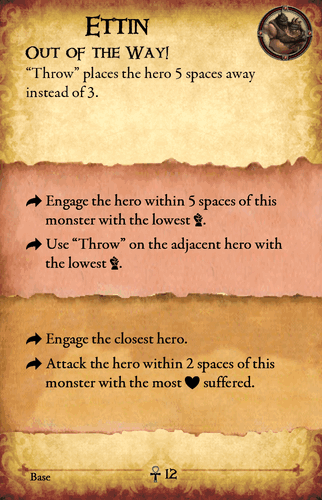 Ettin
Out of the Way!
“Throw” places the hero 5 spaces away
instead of 3.
Engage the hero within 5 spaces of this
monster with the lowest .
Use “Throw” on the adjacent hero with
the lowest .
Engage the closest hero.
Attack the hero within 2 spaces of this
monster with the most ♥ suffered.
Base
☥ 12